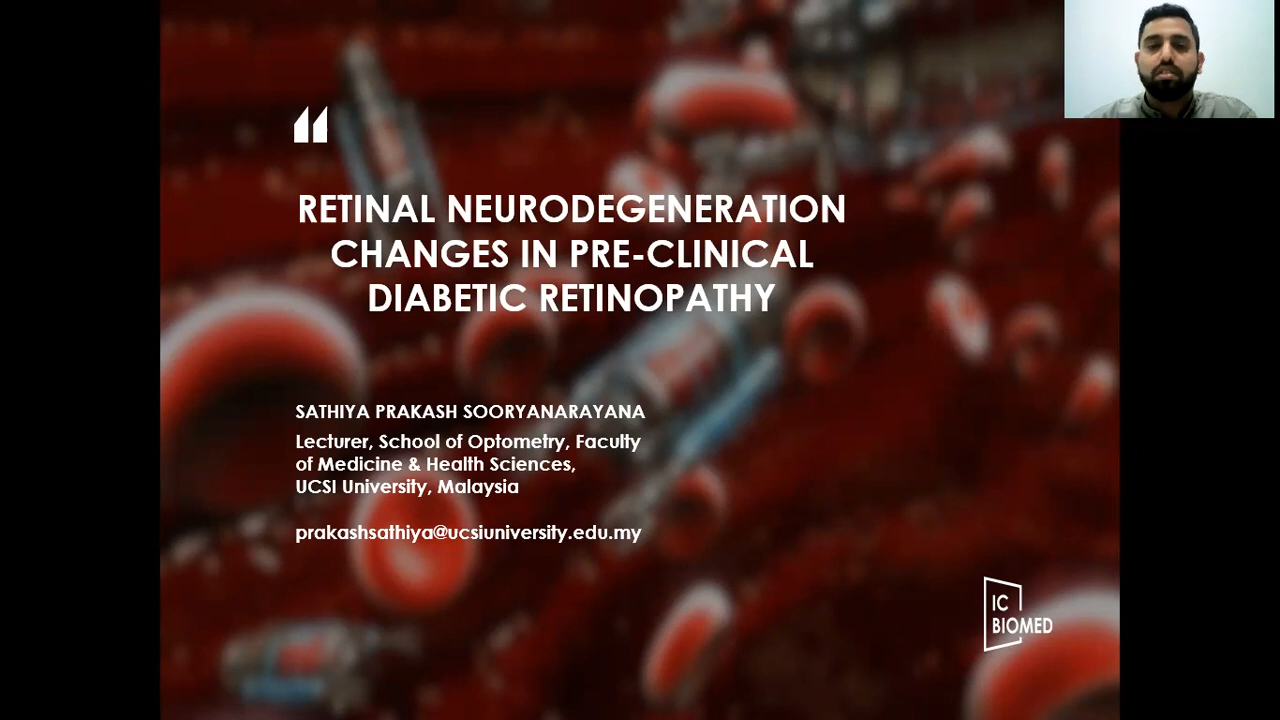 RETINAL NEURODEGENERATION
CHANGES IN PRE-CLINICAL
DIABETIC RETINOPATHY
SATHIYA PRAKASH SOORYANARAYANA
Lecturer, School of Optometry, Faculty
of Medicine & Health Sciences,
UCSI University, Malaysia
prakashsathiya@ucsiuniversity.edu.my
IC
BIOMED